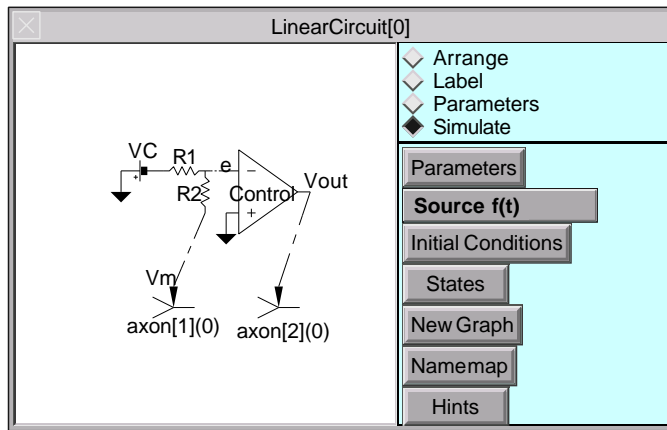 LinearCircuit[0]
Arrange
Label
Parameters
Simulate
VC
R1
e
−
R2
Control
Vout
+
+
Vm
axon[1](0)
axon[2](0)
Parameters
Source f(t)
Initial Conditions
States
New Graph
Namemap
Hints